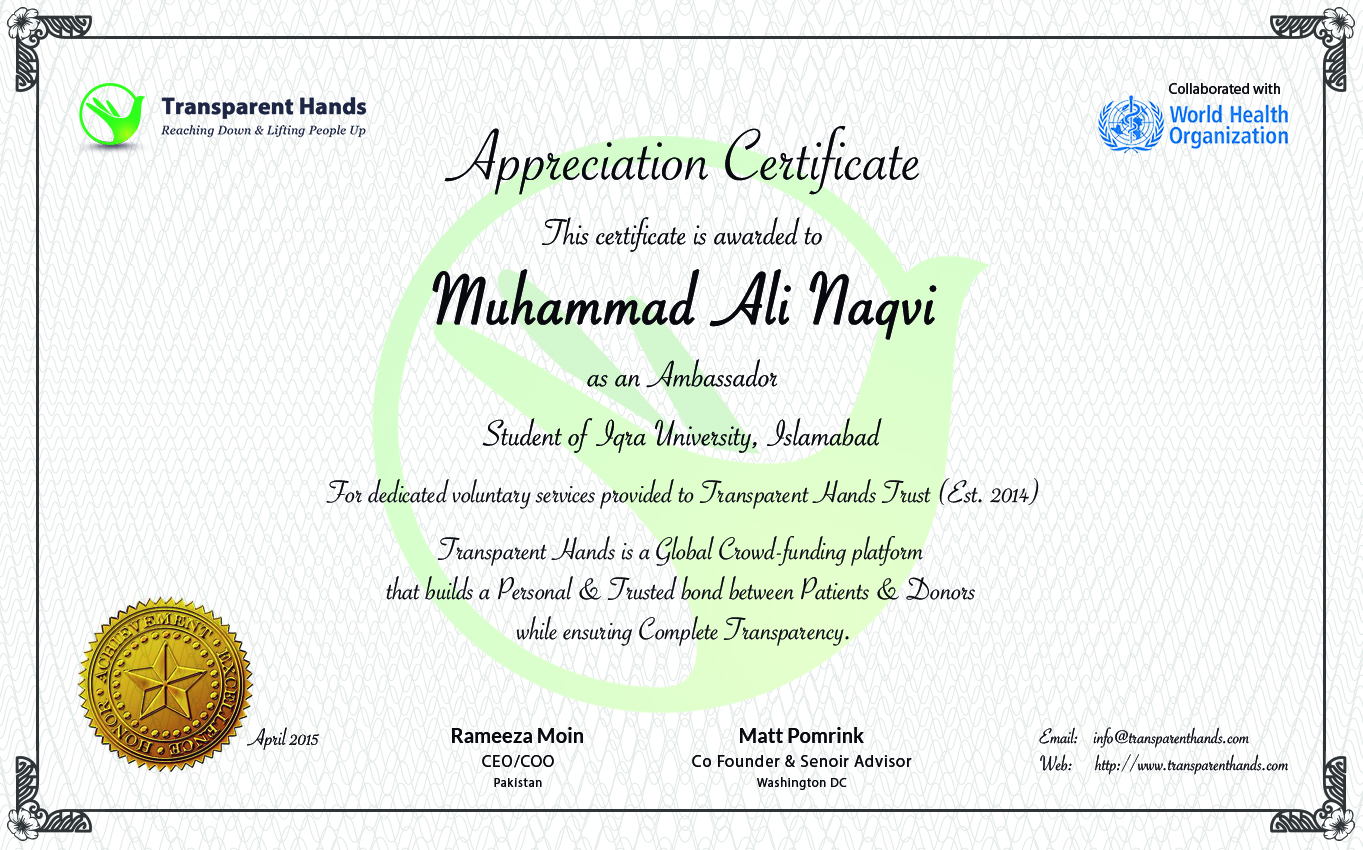 Transparent Hands
Reaching Down & Lifting People Up
Collaborated with
World Health
Organization
Appreciation Certificate
This certificate is awarded to
Muhammad Ali Naqvi
as an Ambassador
Student of Iqra University, Islamabad
For dedicated voluntary services provided to Transparent Hands Trust (Est. 2014)
Transparent Hands is a Global Crowd-funding platform
that builds a Personal & Trusted bond between Patients & Donors
while ensuring Complete Transparency.
HONOR • ACHIEVEMENT • EXCELLENCE •
April 2015
Rameeza Moin
CEO/COO
Pakistan
Matt Pomrink
Co Founder & Senoir Advisor
Washington DC
Email: info@transparenthands.com
Web: http://www.transparenthands.com